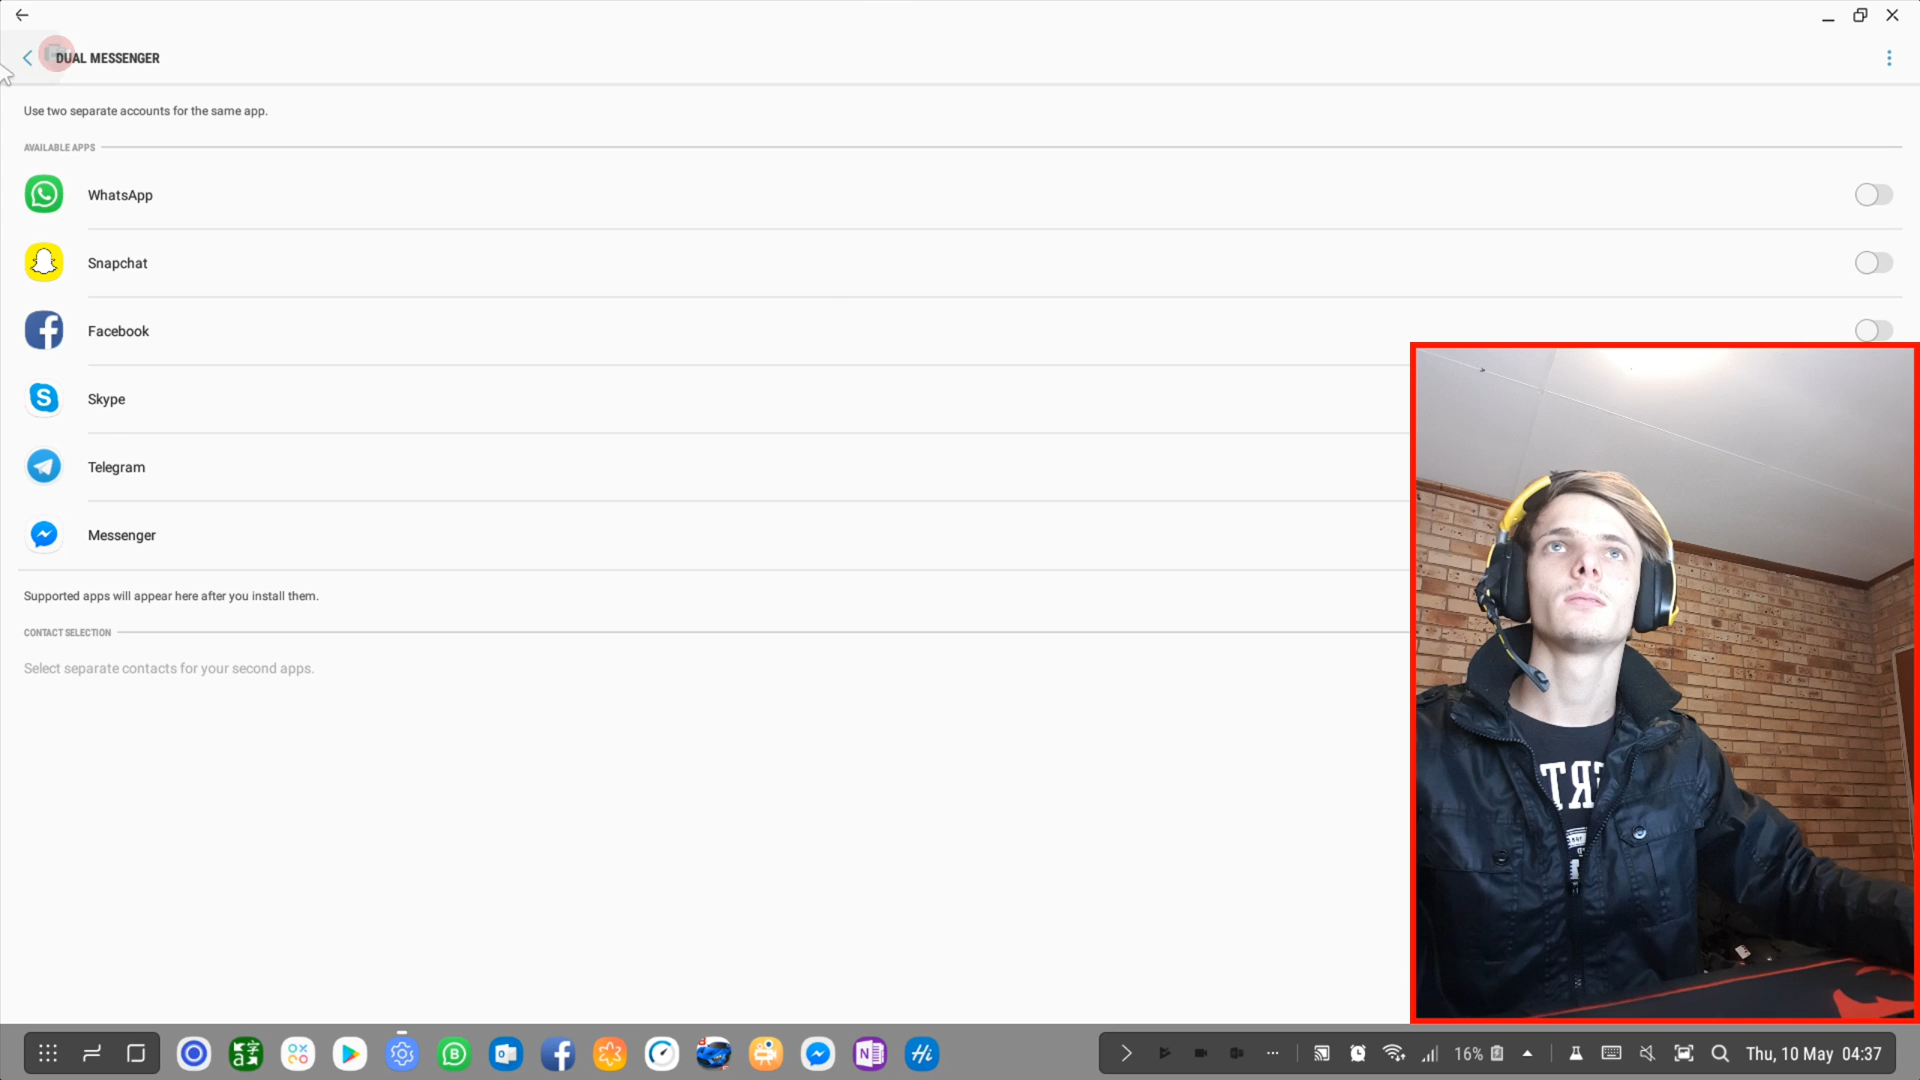 DUAL MESSENGER
Use two separate accounts for the same app.
AVAILABLE APPS
WhatsApp
Snapchat
Facebook
Skype
Telegram
Messenger
Supported apps will appear here after you install them.
CONTACT SELECTION
Select separate contacts for your second apps.
Hi
16%
Thu, 10 May 04:37